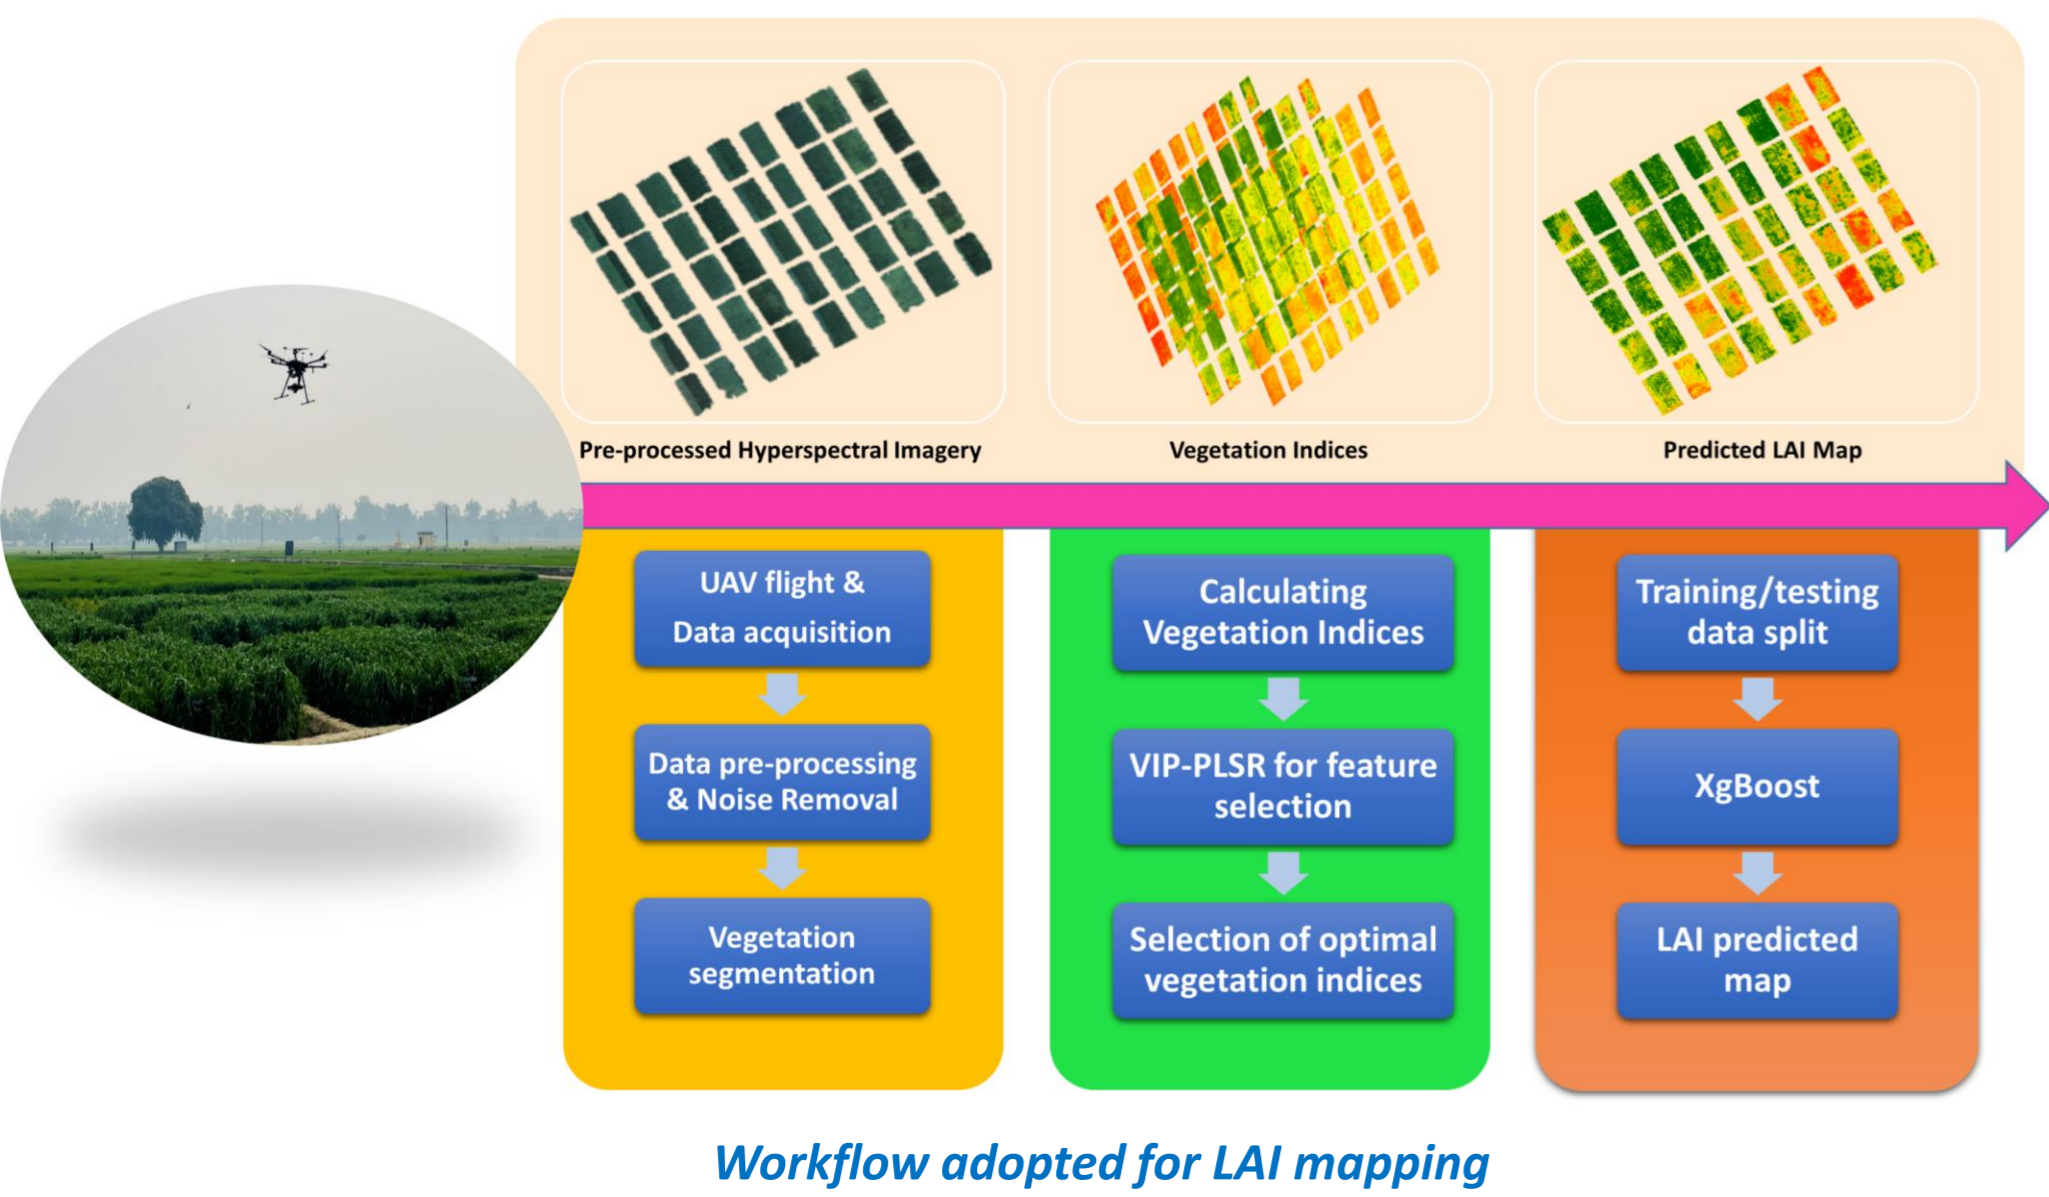 Pre-processed Hyperspectral Imagery
Vegetation Indices
Predicted LAI Map
UAV flight &
Data acquisition
Data pre-processing
& Noise Removal
Vegetation
segmentation
Calculating
Vegetation Indices
VIP-PLSR for feature
selection
Selection of optimal
vegetation indices
Training/testing
data split
XgBoost
LAI predicted
map
Workflow adopted for LAI mapping